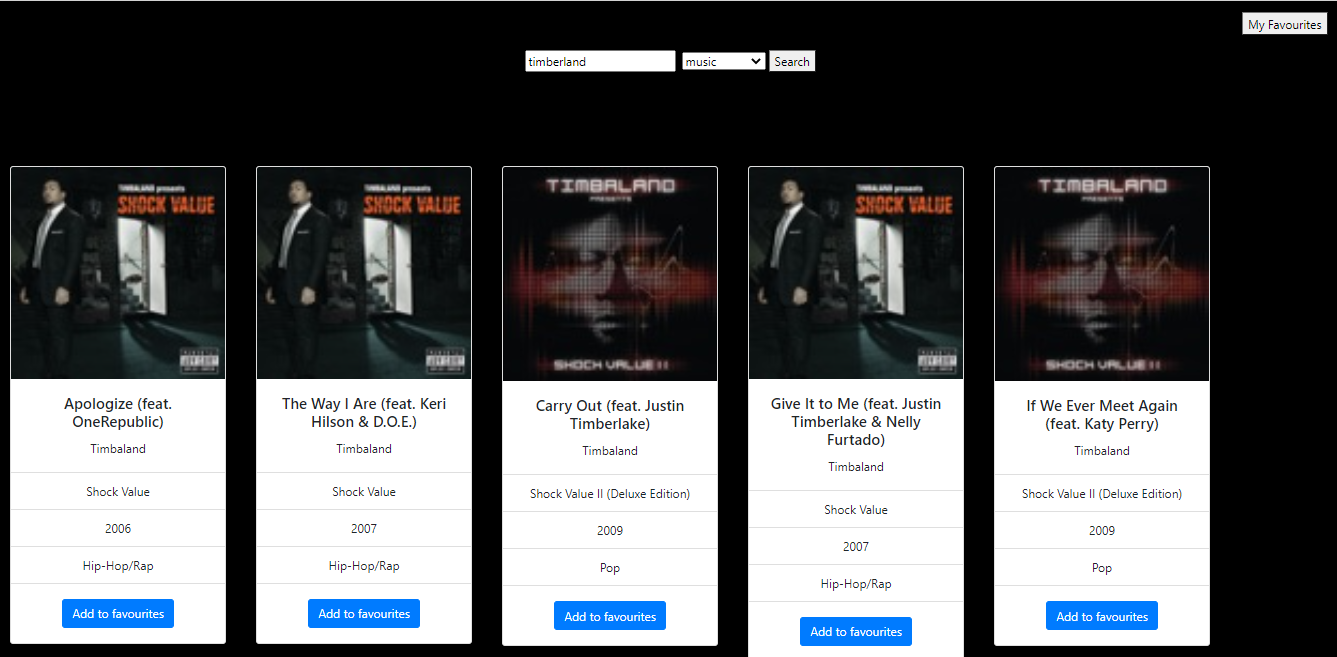 My Favourites
timberland
music
Search
TIMBALAND presents
SHOCK VALUE
TIMBALAND presents
SHOCK VALUE
TIMBALAND
PRESENTS
SHOCK VALUE II
TIMBALAND presents
SHOCK VALUE
TIMBALAND
PRESENTS
SHOCK VALUE II
Apologize (feat.
OneRepublic)
Timbaland
Shock Value
2006
Hip-Hop/Rap
Add to favourites
The Way I Are (feat. Keri
Hilson & D.O.E.)
Timbaland
Shock Value
2007
Hip-Hop/Rap
Add to favourites
Carry Out (feat. Justin
Timberlake)
Timbaland
Shock Value II (Deluxe Edition)
2009
Pop
Add to favourites
Give It to Me (feat. Justin
Timberlake & Nelly
Furtado)
Timbaland
Shock Value
2007
Hip-Hop/Rap
Add to favourites
If We Ever Meet Again
(feat. Katy Perry)
Timbaland
Shock Value II (Deluxe Edition)
2009
Pop
Add to favourites